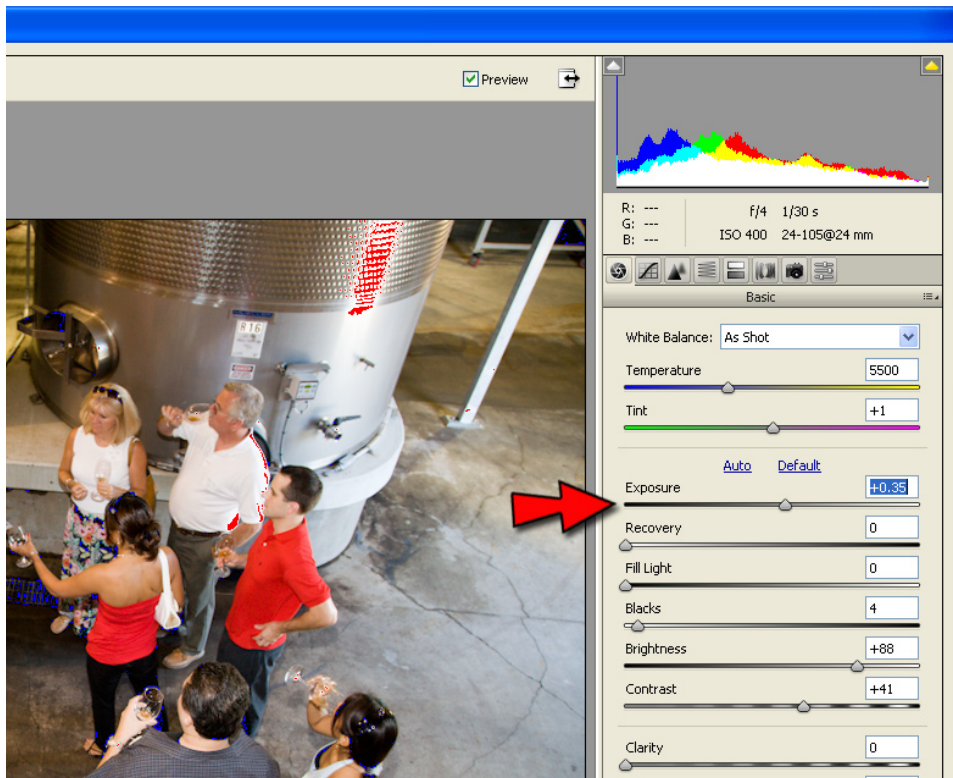 Preview
R: ---
G: ---
B: ---
f/4 1/30 s
ISO 400 24-105@24 mm
Basic
White Balance: As Shot
Temperature 5500
Tint +1
Auto Default
Exposure +0.35
Recovery 0
Fill Light 0
Blacks 4
Brightness +88
Contrast +41
Clarity 0
R16